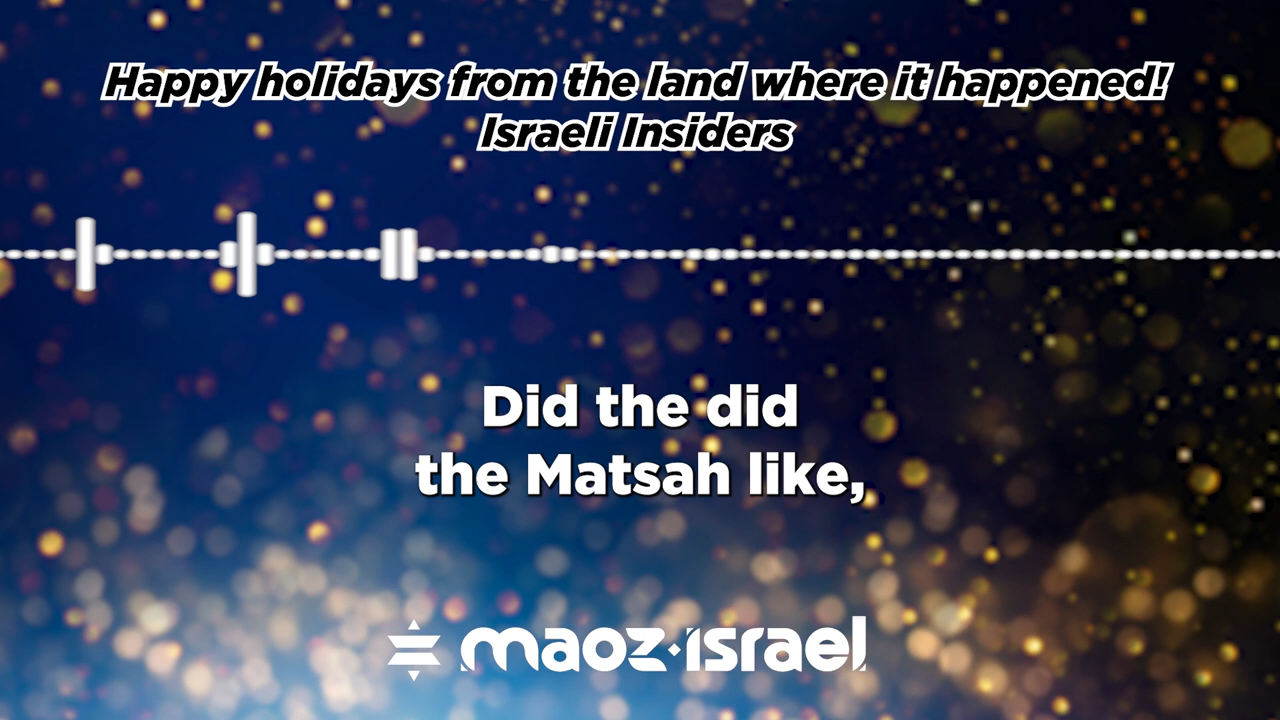 Happy holidays from the land where it happened!
Israeli Insiders
Did the did
the Matsah like,
maoz·israel